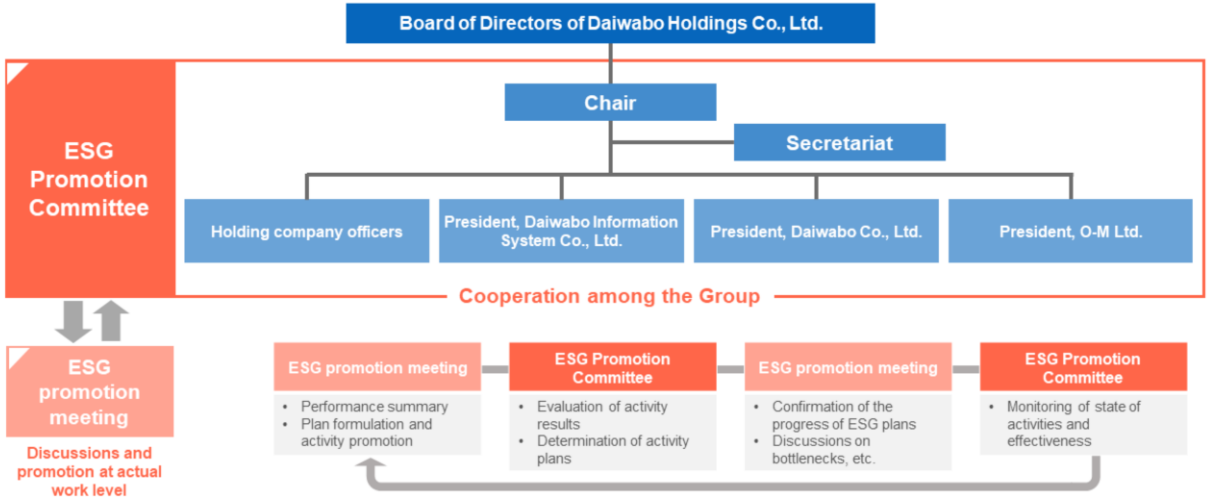 Board of Directors of Daiwabo Holdings Co., Ltd.
ESG
Promotion
Committee
Chair
Secretariat
Holding company officers
President, Daiwabo Information
System Co., Ltd.
President, Daiwabo Co., Ltd.
President, O-M Ltd.
Cooperation among the Group
ESG
promotion
meeting
Discussions and
promotion at actual
work level
ESG promotion meeting
• Performance summary
• Plan formulation and
activity promotion
ESG Promotion
Committee
• Evaluation of activity
results
• Determination of activity
plans
ESG promotion meeting
• Confirmation of the
progress of ESG plans
• Discussions on
bottlenecks, etc.
ESG Promotion
Committee
• Monitoring of state of
activities and
effectiveness